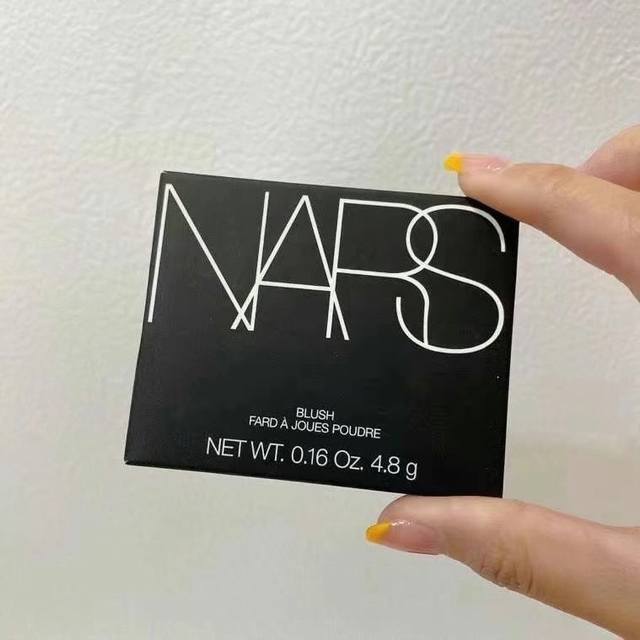 NARS
BLUSH
FARD À JOUES POUDRE
NET WT. 0.16 Oz. 4.8 g